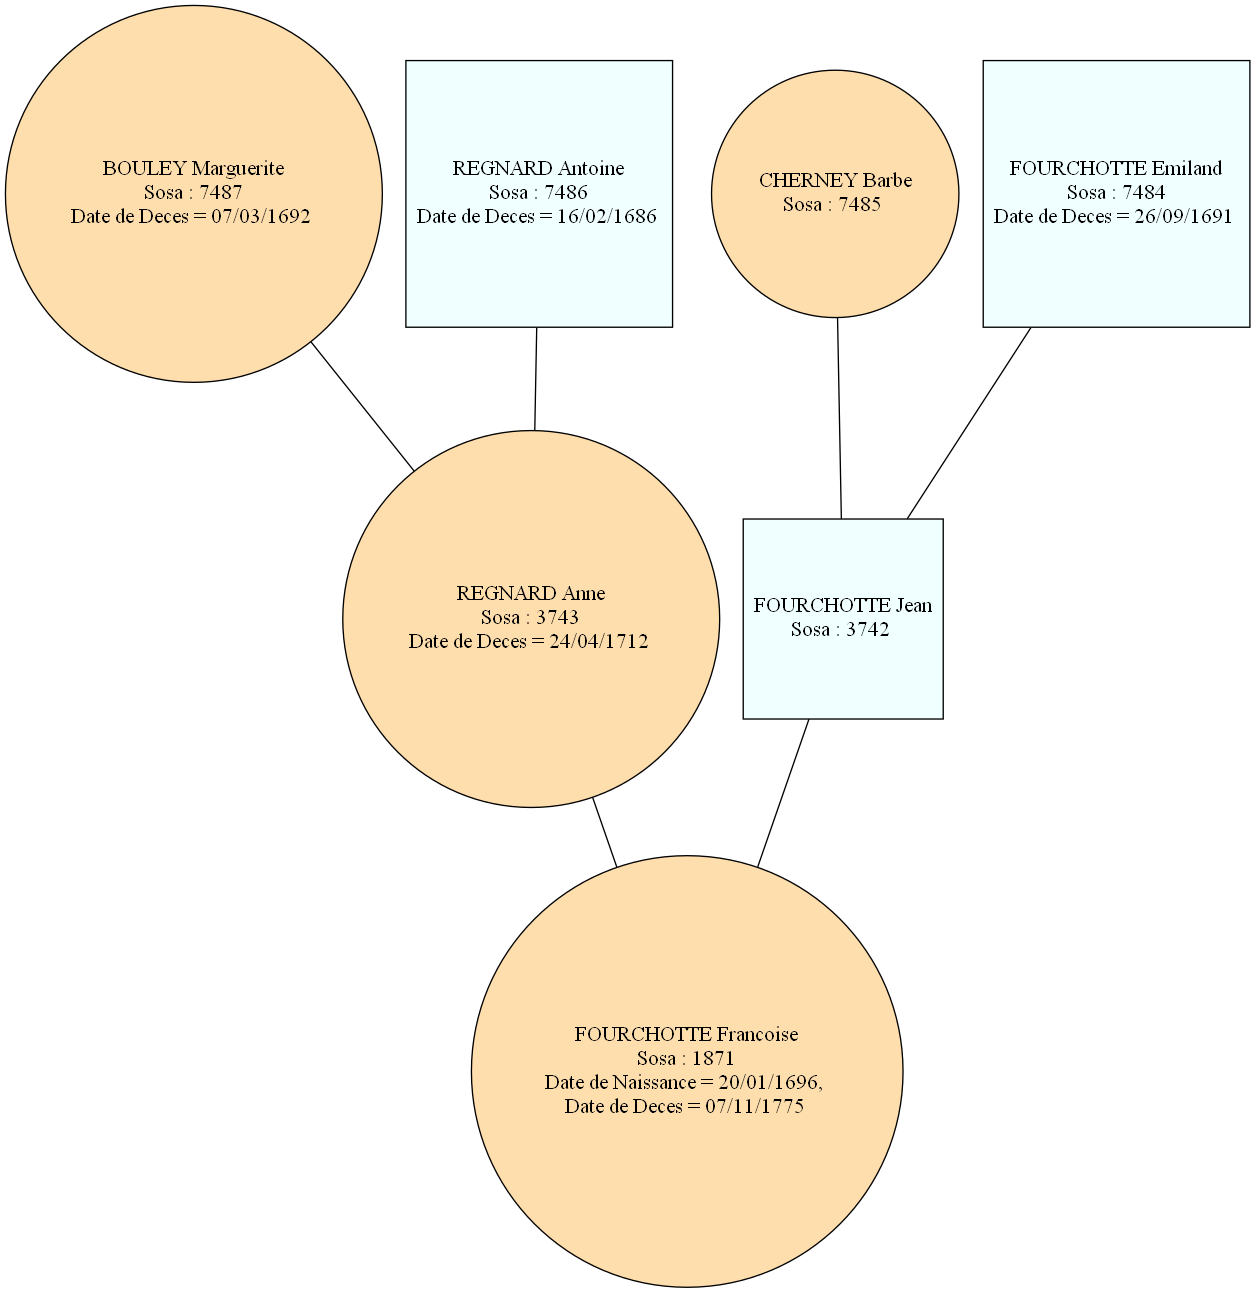 BOULEY Marguerite
Sosa : 7487
Date de Deces = 07/03/1692
REGNARD Antoine
Sosa : 7486
Date de Deces = 16/02/1686
CHERNEY Barbe
Sosa : 7485
FOURCHOTTE Emiland
Sosa : 7484
Date de Deces = 26/09/1691
REGNARD Anne
Sosa : 3743
Date de Deces = 24/04/1712
FOURCHOTTE Jean
Sosa : 3742
FOURCHOTTE Francoise
Sosa : 1871
Date de Naissance = 20/01/1696,
Date de Deces = 07/11/1775